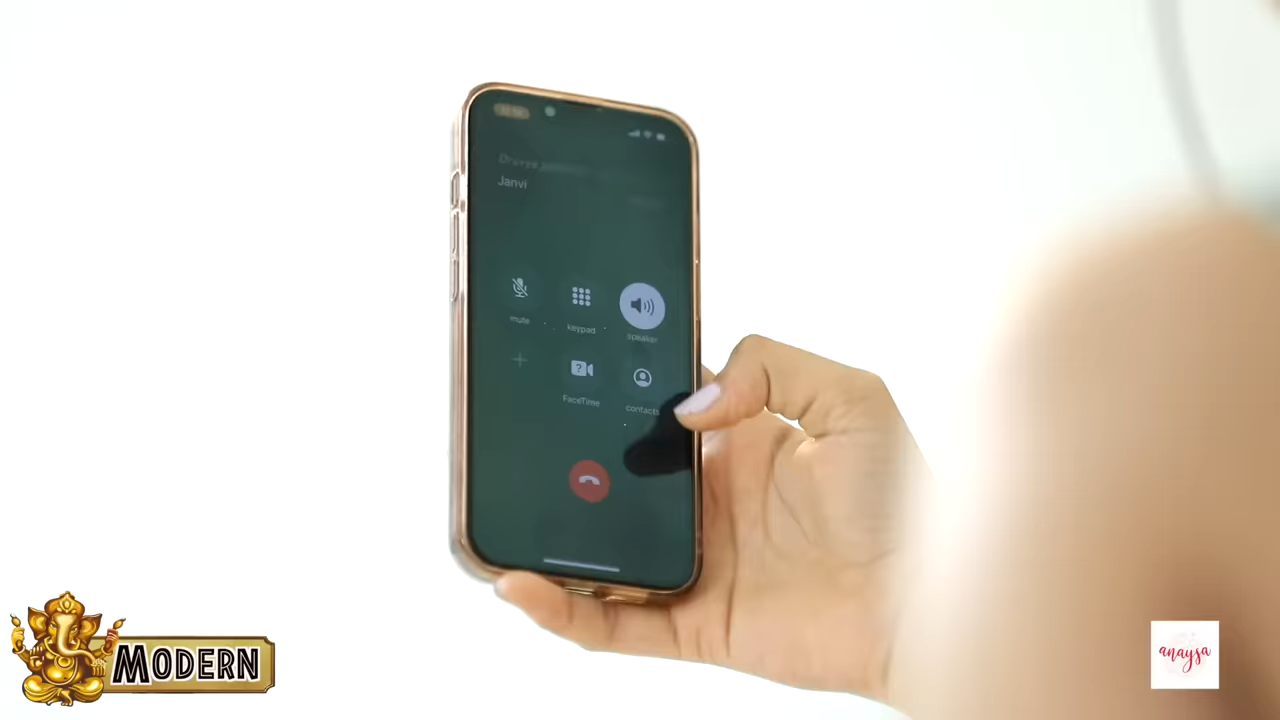 Janvi
mute
keypad
speaker
FaceTime
contacts
MODERN
anaysa